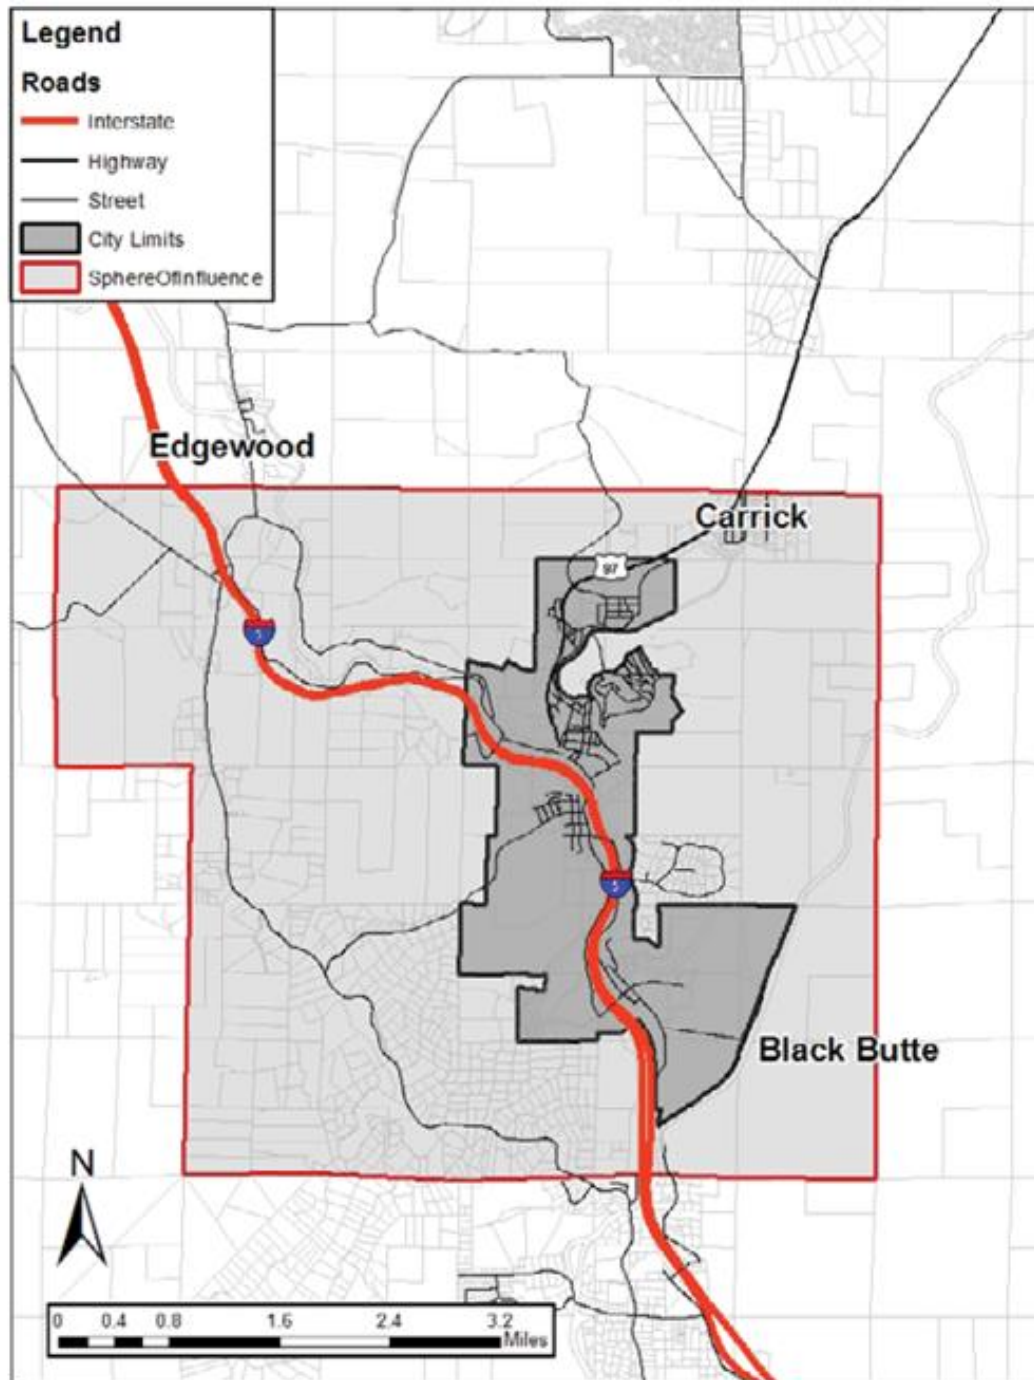 Legend
Roads
Interstate
Highway
Street
City Limits
SphereOfInfluence
Edgewood
Carrick
97
5
5
Black Butte
N
0 0.4 0.8 1.6 2.4 3.2
Miles